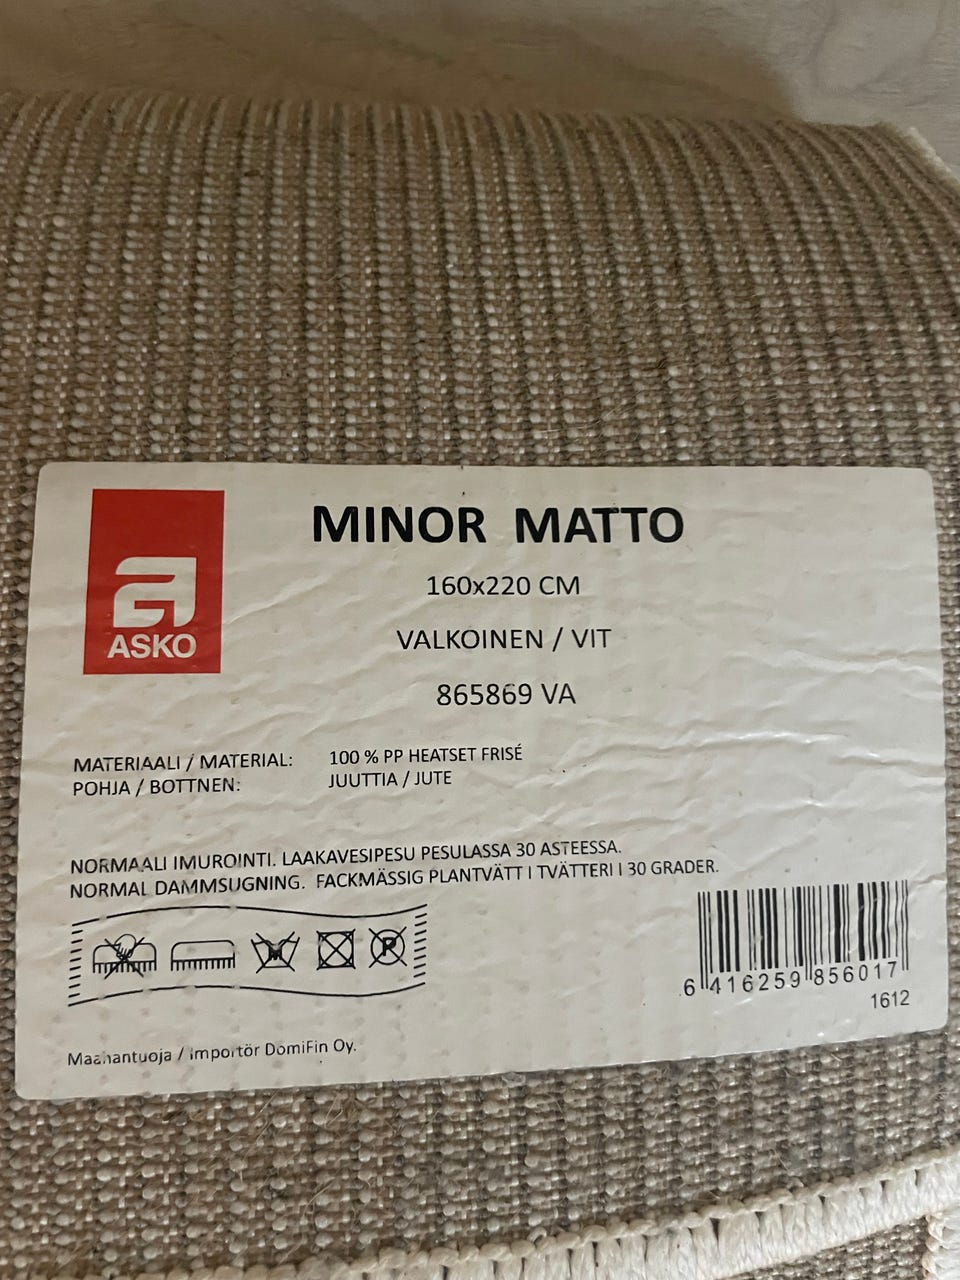 ASKO
MINOR MATTO
160x220 CM
VALKOINEN / VIT
865869 VA
MATERIAALI / MATERIAL: 100 % PP HEATSET FRISÉ
POHJA / BOTTNEN: JUUTTIA / JUTE
NORMAALI IMUROINTI. LAAKAVESIPESU PESULASSA 30 ASTEESSA.
NORMAL DAMMSUGNING. FACKMÄSSIG PLANTVÄTT I TVÄTTERI I 30 GRADER.
P
6 416259 856017
1612
Maahantuoja / Importör DomiFin Oy.